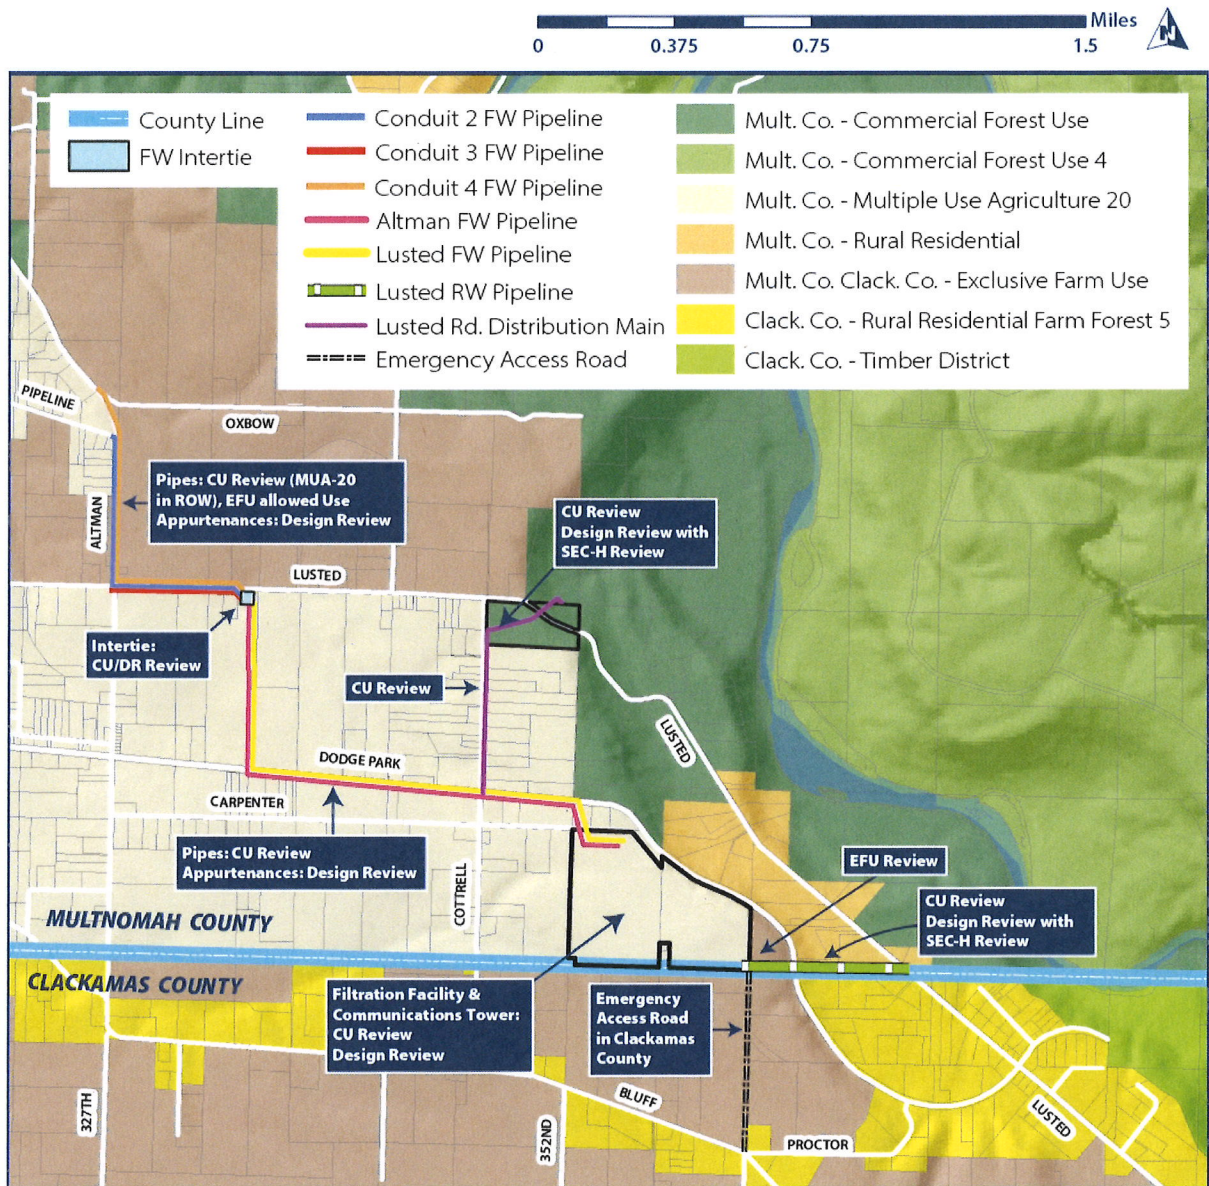 Miles
0
0.375
0.75
1.5
N
County Line
FW Intertie
Conduit 2 FW Pipeline
Conduit 3 FW Pipeline
Conduit 4 FW Pipeline
Altman FW Pipeline
Lusted FW Pipeline
Lusted RW Pipeline
Lusted Rd. Distribution Main
Emergency Access Road
Mult. Co. - Commercial Forest Use
Mult. Co. - Commercial Forest Use 4
Mult. Co. - Multiple Use Agriculture 20
Mult. Co. - Rural Residential
Mult. Co. Clack. Co. - Exclusive Farm Use
Clack. Co. - Rural Residential Farm Forest 5
Clack. Co. - Timber District
PIPELINE
OXBOW
ALTMAN
Pipes: CU Review (MUA-20
in ROW), EFU allowed Use
Appurtenances: Design Review
CU Review
Design Review with
SEC-H Review
LUSTED
Intertie:
CU/DR Review
CU Review
LUSTED
DODGE PARK
CARPENTER
Pipes: CU Review
Appurtenances: Design Review
COTTRELL
EFU Review
CU Review
Design Review with
SEC-H Review
MULTNOMAH COUNTY
CLACKAMAS COUNTY
Filtration Facility &
Communications Tower:
CU Review
Design Review
Emergency
Access Road
in Clackamas
County
327TH
352ND
BLUFF
PROCTOR
LUSTED